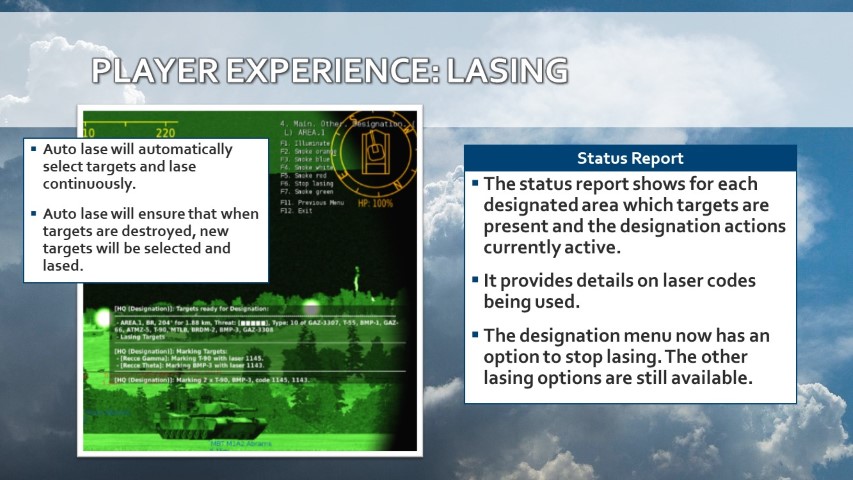 PLAYER EXPERIENCE: LASING
10 220
Auto lase will automatically
select targets and lase
continuously.
Auto lase will ensure that when
targets are destroyed, new
targets will be selected and
lased.
4. Main. Other. Designation.
L) AREA.1
F1. Illuminate
F2. Smoke orange
F3. Smoke blue
F4. Smoke white
F5. Smoke red
F6. Stop lasing
F7. Smoke green
F11. Previous Menu
F12. Exit
S
N
E
HP: 100%
[HQ (Designation)]: Targets ready for Designation:
- AREA.1, BR, 204° for 1.88 km, Threat: [■■■■■], Type: 10 of GAZ-3307, T-55, BMP-1, GAZ-
66, ATMZ-5, T-90, MTLB, BRDM-2, BMP-3, GAZ-3308
- Lasing Targets
[HQ (Designation)]: Marking Targets:
- [Recce Gamma]: Marking T-90 with laser 1145.
- [Recce Theta]: Marking BMP-3 with laser 1143.
[HQ (Designation)]: Marking 2 x T-90, BMP-3, code 1145, 1143.
MBT M1A2 Abrams
Status Report
The status report shows for each
designated area which targets are
present and the designation actions
currently active.
It provides details on laser codes
being used.
The designation menu now has an
option to stop lasing. The other
lasing options are still available.